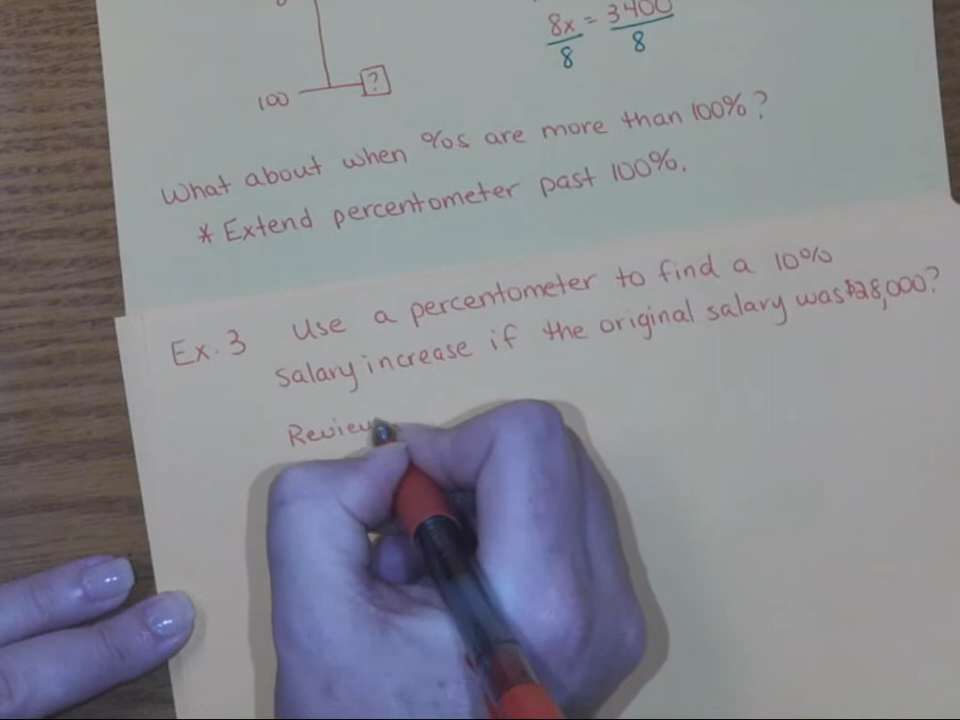 8x = 3400
8 8
100 ?
What about when %s are more than 100%?
* Extend percentometer past 100%.
Ex. 3 Use a percentometer to find a 10%
salary increase if the original salary was $28,000?
Review